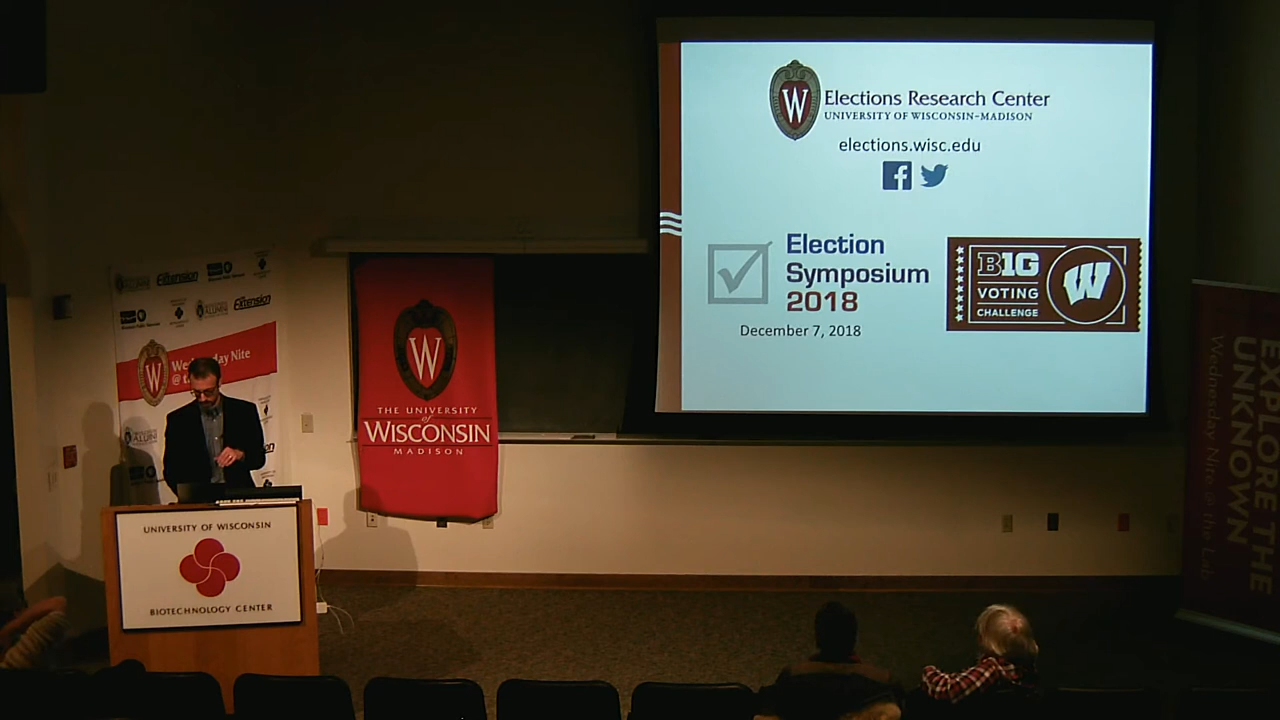 W
Elections Research Center
UNIVERSITY OF WISCONSIN-MADISON
elections.wisc.edu
Election
Symposium
2018
December 7, 2018
B1G
VOTING
CHALLENGE
W
Extension
Extension
Wednesday Nite
@
W
W
THE UNIVERSITY
of
WISCONSIN
MADISON
UNIVERSITY OF WISCONSIN
BIOTECHNOLOGY CENTER
EXPLORE THE
UNKNOWN
Wednesday Nite @ the Lab